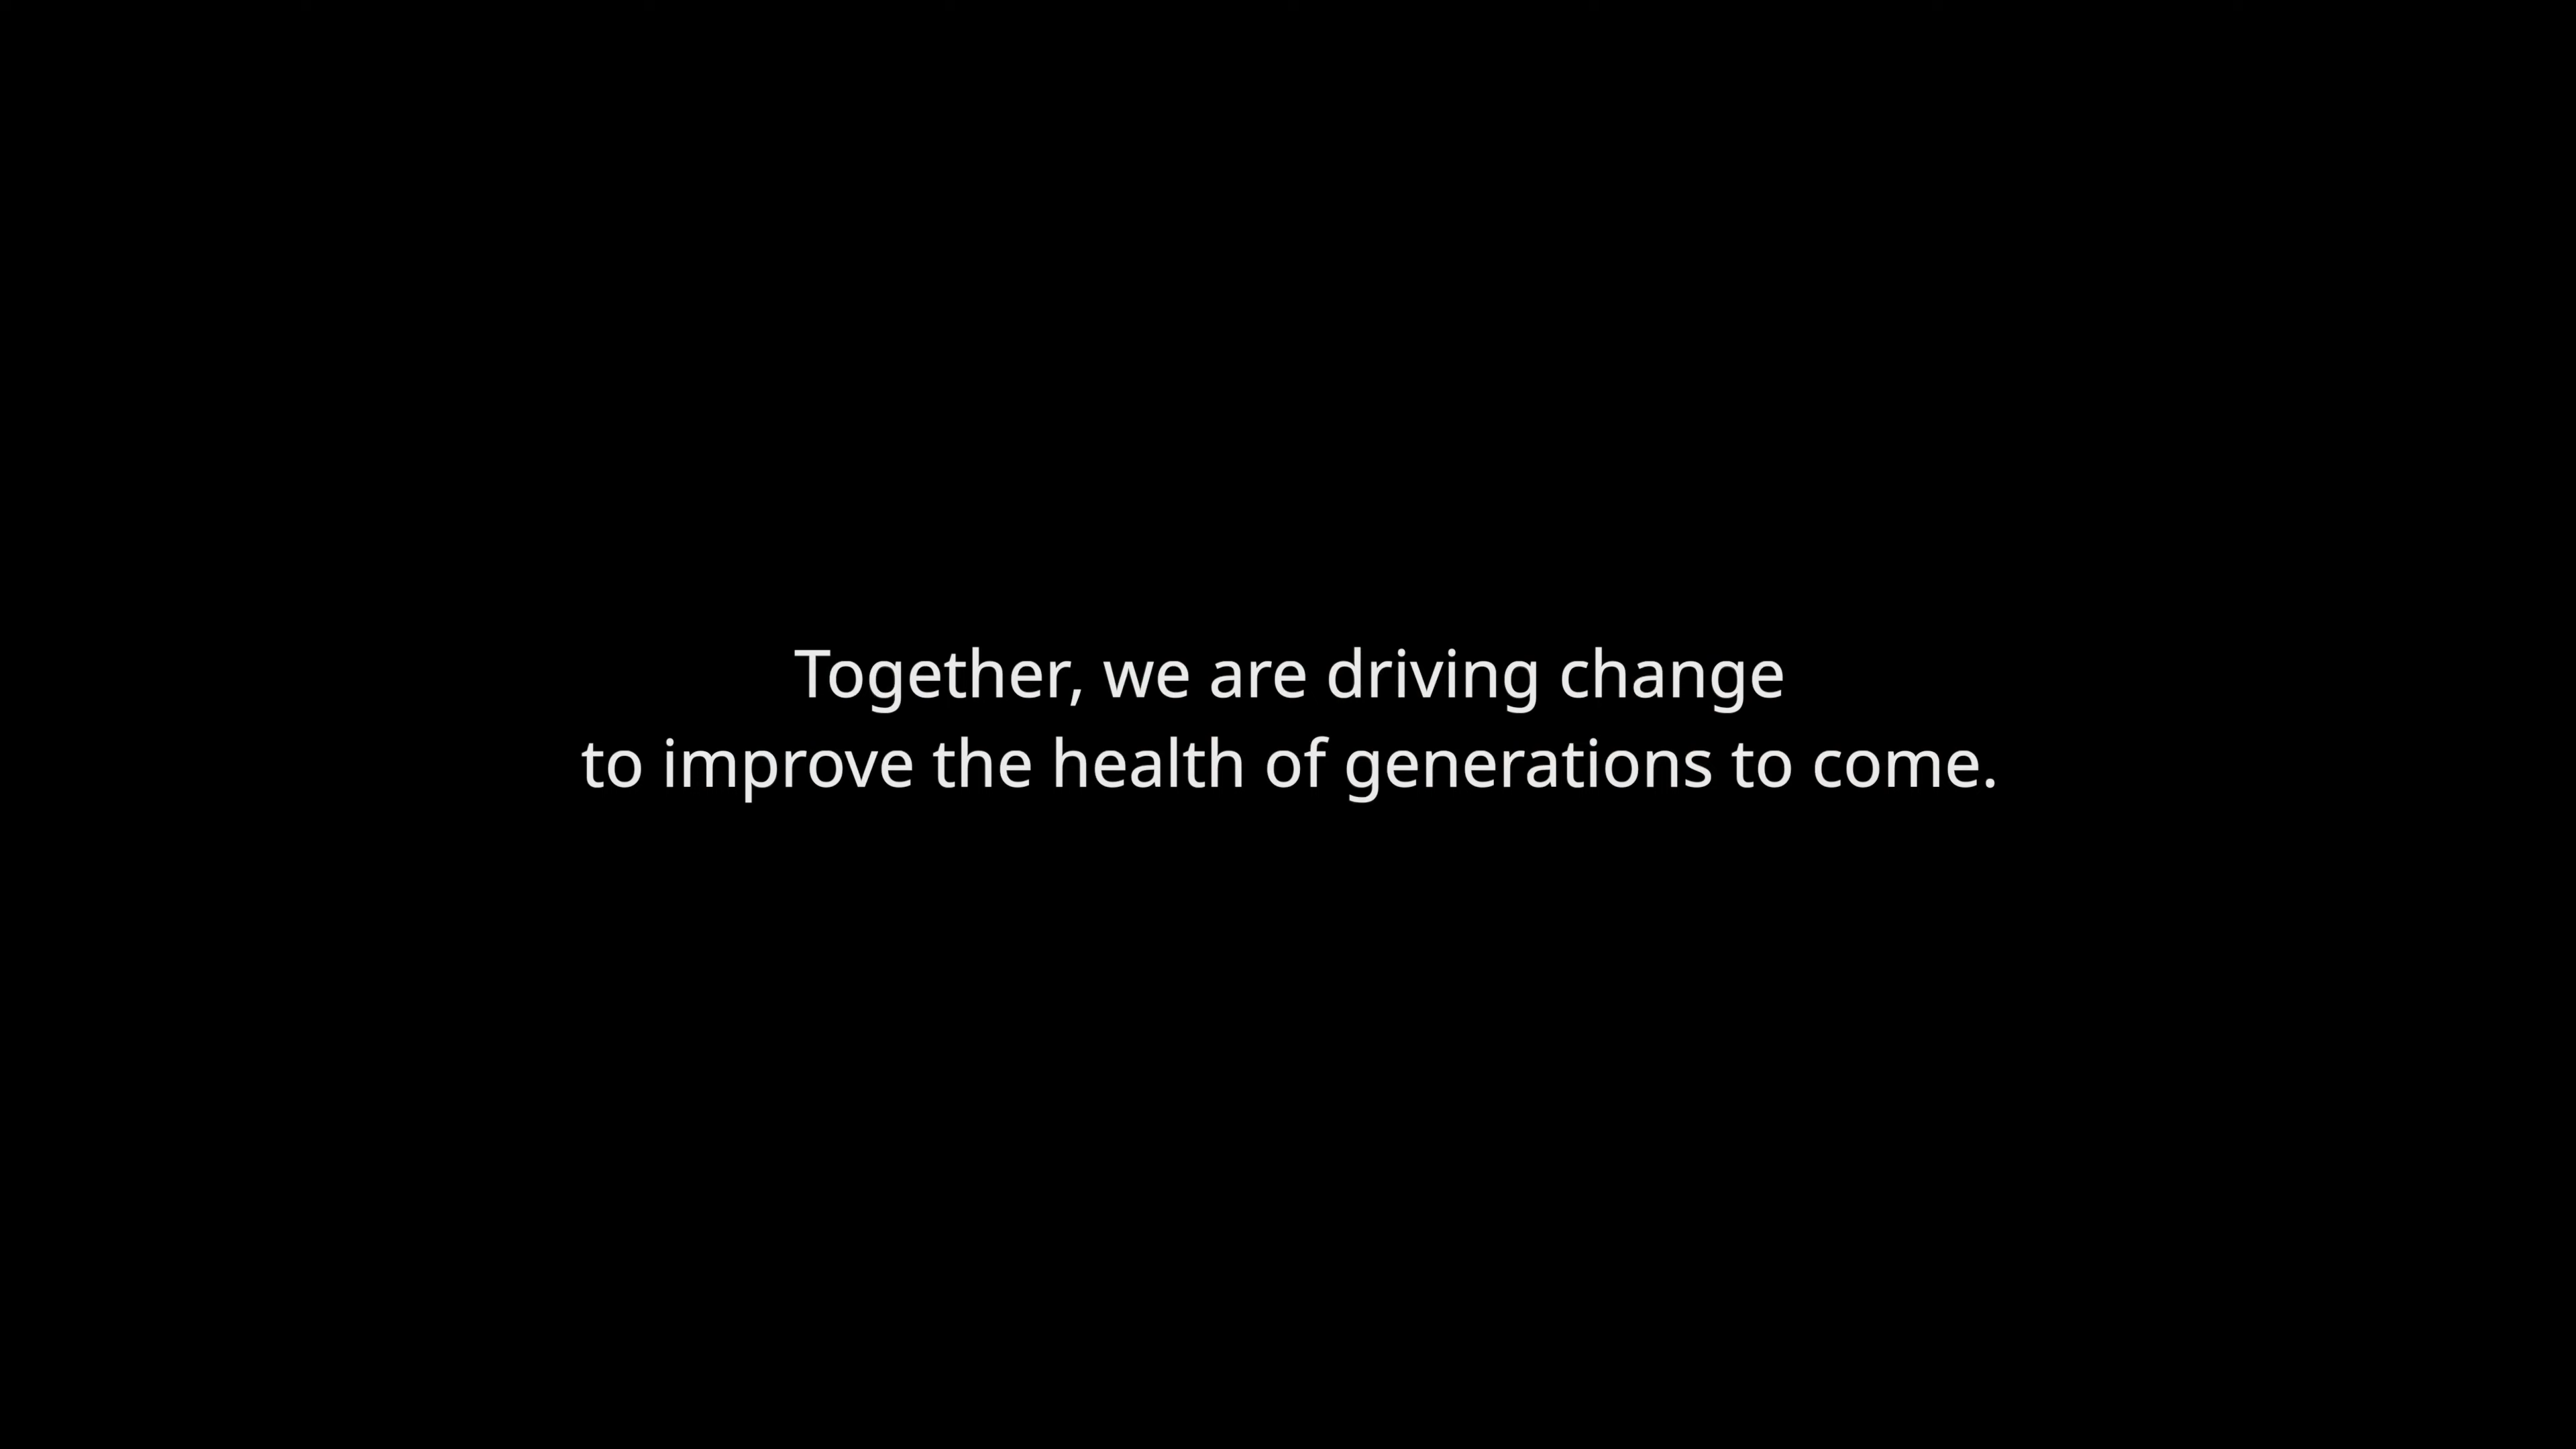 Together, we are driving change
to improve the health of generations to come.